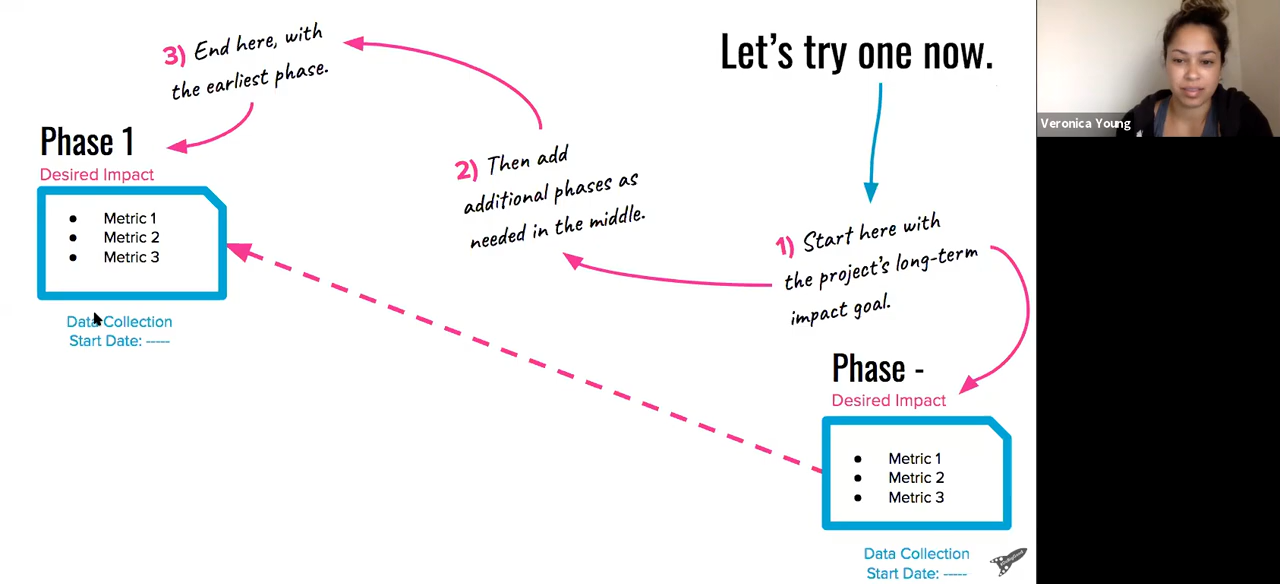 Let's try one now.
3) End here, with
the earliest phase.
Phase 1
Desired Impact
• Metric 1
• Metric 2
• Metric 3
Data Collection
Start Date: -----
2) Then add
additional phases as
needed in the middle.
1) Start here with
the project's long-term
impact goal.
Phase -
Desired Impact
• Metric 1
• Metric 2
• Metric 3
Data Collection
Start Date: -----
Veronica Young